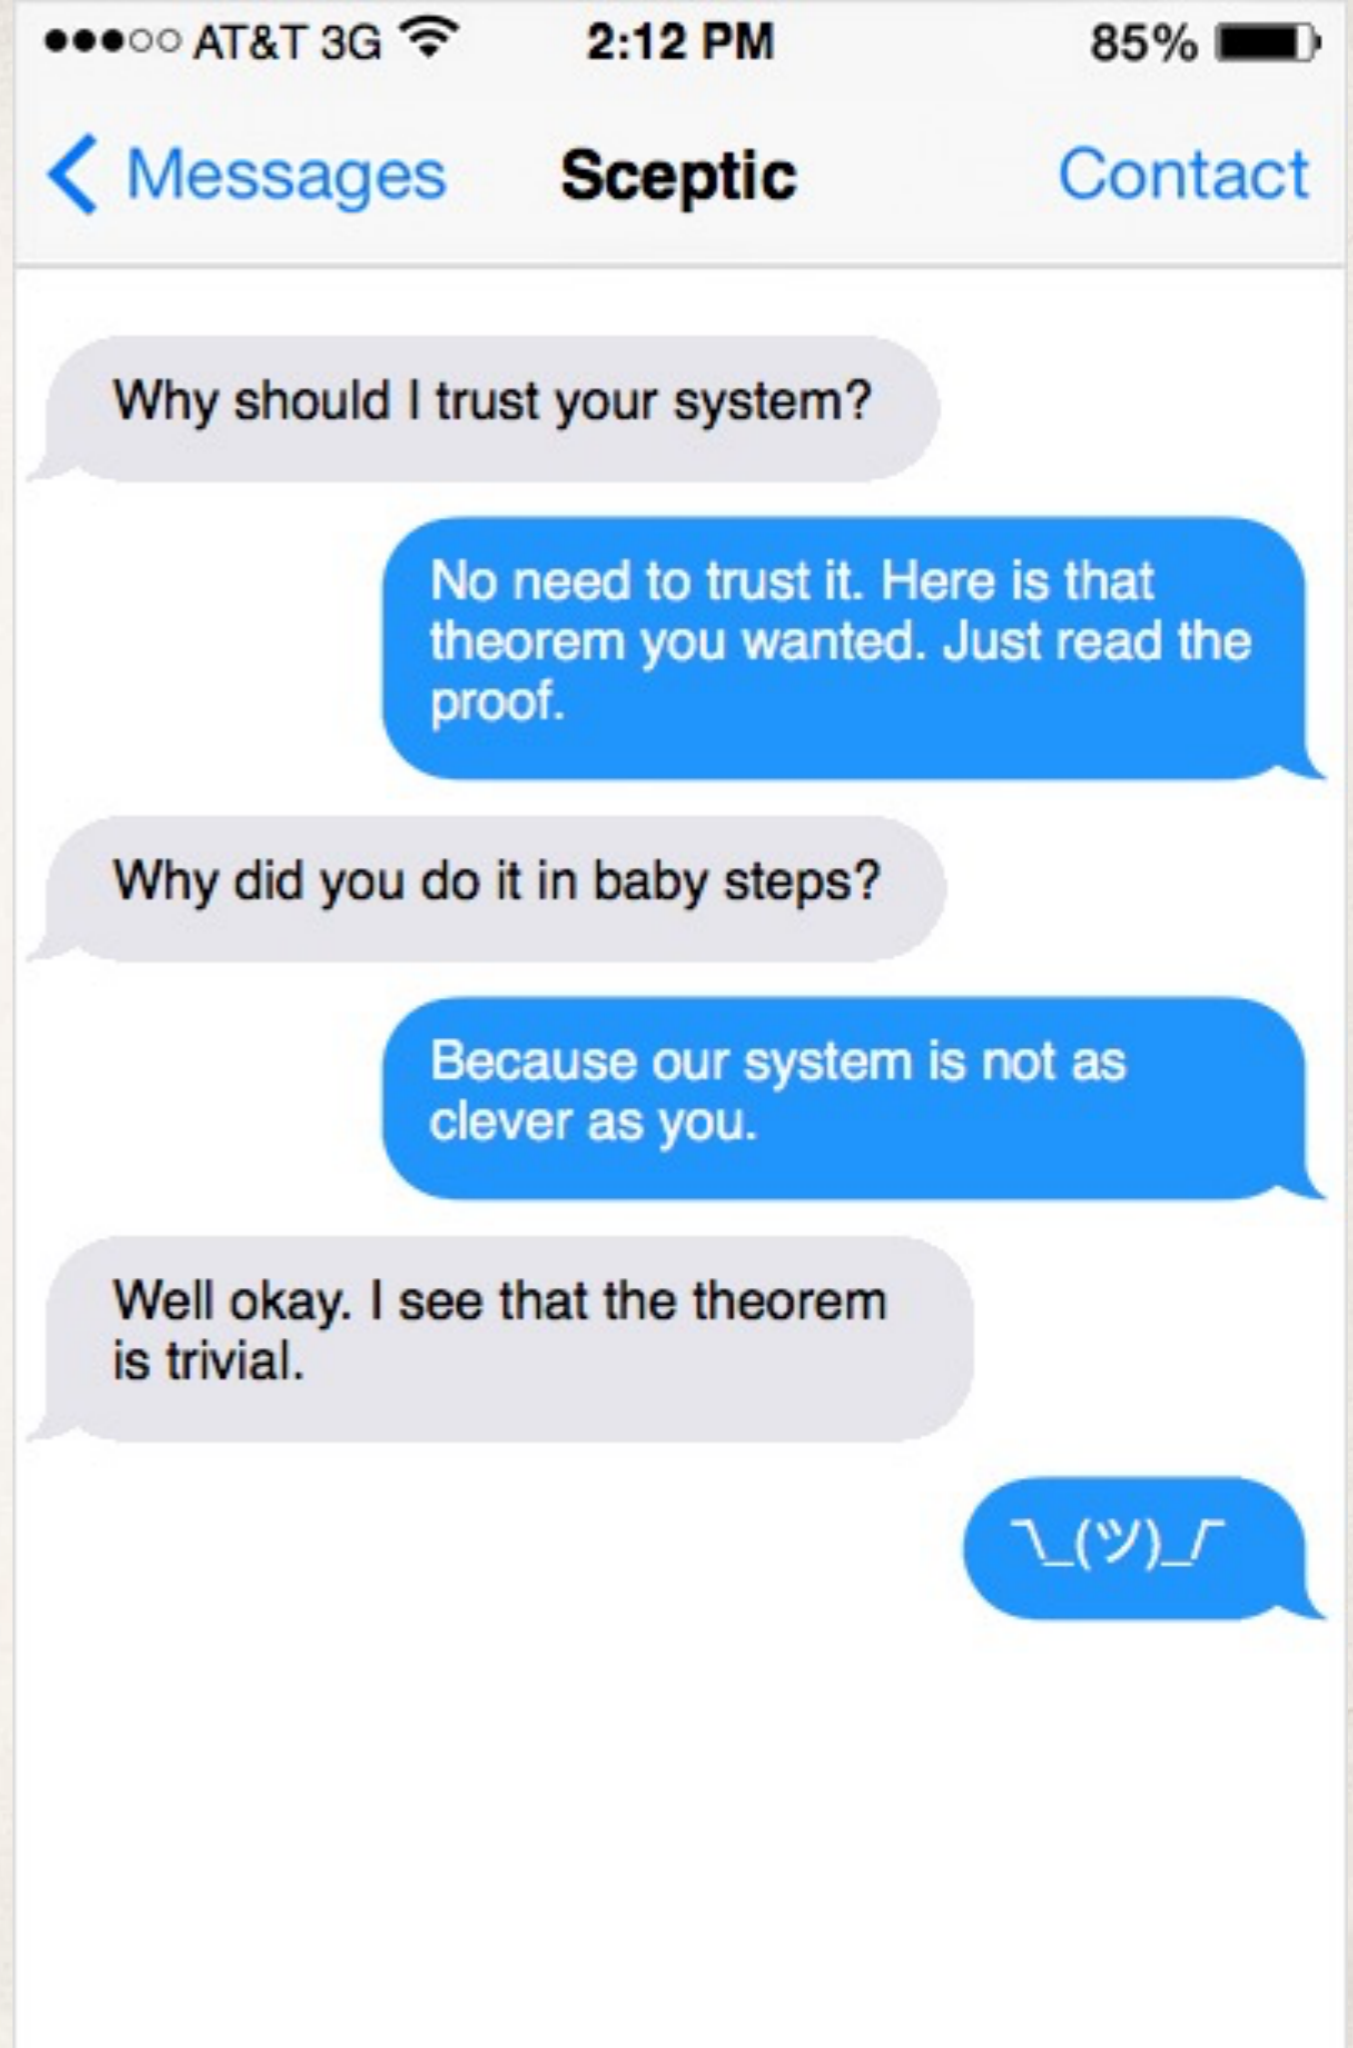 ●●●○○ AT&T 3G 2:12 PM 85%
Messages Sceptic Contact
Why should I trust your system?
No need to trust it. Here is that
theorem you wanted. Just read the
proof.
Why did you do it in baby steps?
Because our system is not as
clever as you.
Well okay. I see that the theorem
is trivial.
¯\_(ツ)_/¯